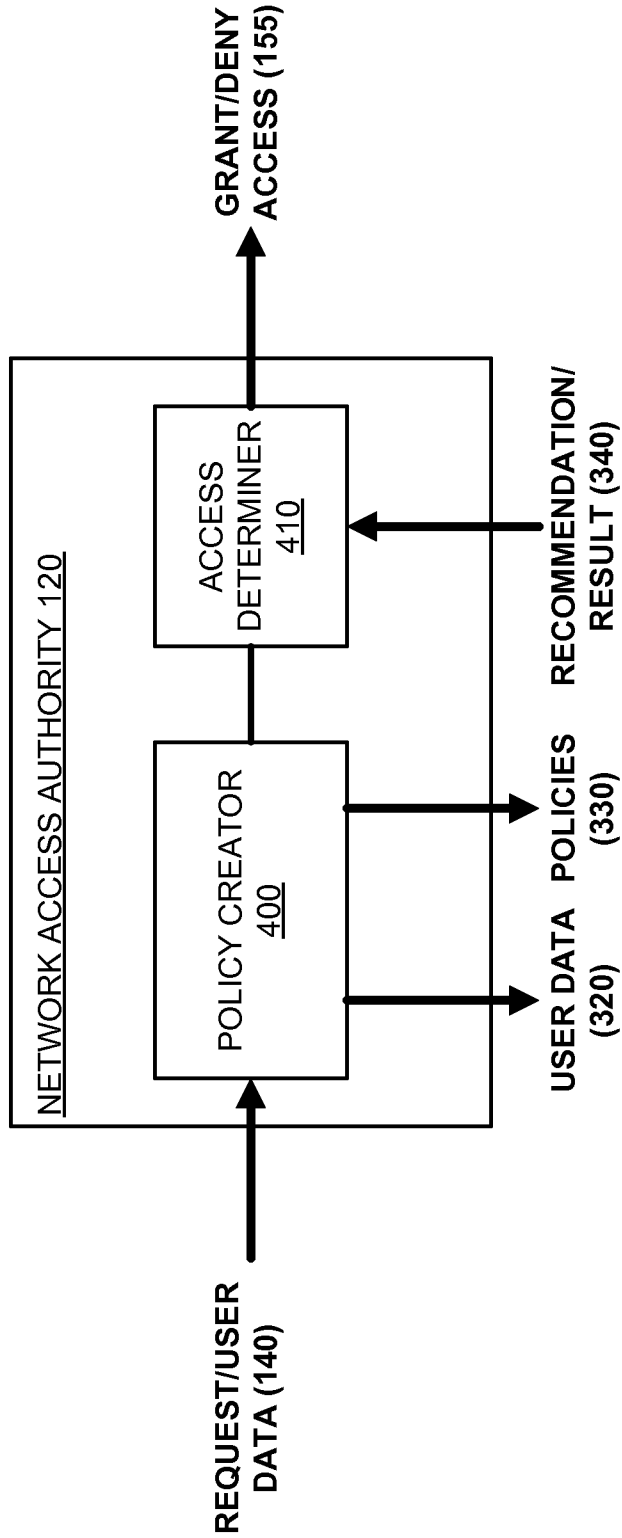 NETWORK ACCESS AUTHORITY 120
REQUEST/USER
DATA (140)
POLICY CREATOR
400
ACCESS
DETERMINER
410
GRANT/DENY
ACCESS (155)
USER DATA
(320)
POLICIES
(330)
RECOMMENDATION/
RESULT (340)